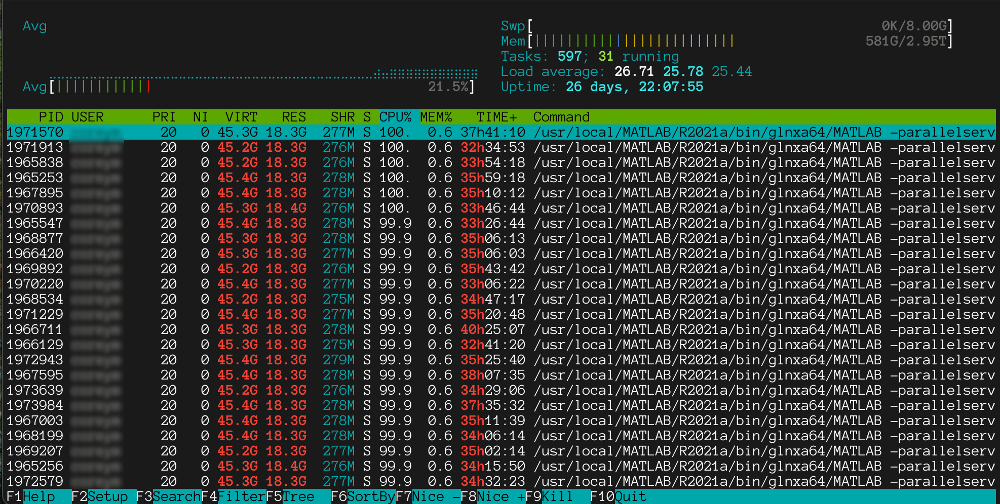 Avg
Swp[ 0K/8.00G]
Mem[||||||||||||||||||||||||| 581G/2.95T]
Tasks: 597; 31 running
Load average: 26.71 25.78 25.44
Avg[|||||||||||| 21.5%]
Uptime: 26 days, 22:07:55
PID USER PRI NI VIRT RES SHR S CPU% MEM% TIME+ Command
1971570 20 0 45.3G 18.3G 277M S 100. 0.6 37h41:10 /usr/local/MATLAB/R2021a/bin/glnxa64/MATLAB -parallelserv
1971913 20 0 45.2G 18.3G 276M S 100. 0.6 32h34:53 /usr/local/MATLAB/R2021a/bin/glnxa64/MATLAB -parallelserv
1965838 20 0 45.2G 18.3G 276M S 100. 0.6 33h54:18 /usr/local/MATLAB/R2021a/bin/glnxa64/MATLAB -parallelserv
1965253 20 0 45.4G 18.3G 278M S 100. 0.6 35h59:18 /usr/local/MATLAB/R2021a/bin/glnxa64/MATLAB -parallelserv
1967895 20 0 45.4G 18.3G 278M S 100. 0.6 35h10:12 /usr/local/MATLAB/R2021a/bin/glnxa64/MATLAB -parallelserv
1970893 20 0 45.3G 18.4G 276M S 100. 0.6 33h46:44 /usr/local/MATLAB/R2021a/bin/glnxa64/MATLAB -parallelserv
1965547 20 0 45.4G 18.3G 278M S 99.9 0.6 33h26:44 /usr/local/MATLAB/R2021a/bin/glnxa64/MATLAB -parallelserv
1968877 20 0 45.3G 18.3G 278M S 99.9 0.6 35h06:13 /usr/local/MATLAB/R2021a/bin/glnxa64/MATLAB -parallelserv
1966420 20 0 45.3G 18.3G 277M S 99.9 0.6 35h06:03 /usr/local/MATLAB/R2021a/bin/glnxa64/MATLAB -parallelserv
1969892 20 0 45.2G 18.3G 276M S 99.9 0.6 35h43:42 /usr/local/MATLAB/R2021a/bin/glnxa64/MATLAB -parallelserv
1970220 20 0 45.4G 18.3G 277M S 99.9 0.6 33h06:22 /usr/local/MATLAB/R2021a/bin/glnxa64/MATLAB -parallelserv
1968534 20 0 45.2G 18.3G 275M S 99.9 0.6 34h47:17 /usr/local/MATLAB/R2021a/bin/glnxa64/MATLAB -parallelserv
1971229 20 0 45.4G 18.3G 277M S 99.9 0.6 35h20:48 /usr/local/MATLAB/R2021a/bin/glnxa64/MATLAB -parallelserv
1966711 20 0 45.3G 18.3G 278M S 99.9 0.6 40h25:07 /usr/local/MATLAB/R2021a/bin/glnxa64/MATLAB -parallelserv
1966129 20 0 45.3G 18.3G 275M S 99.9 0.6 32h41:20 /usr/local/MATLAB/R2021a/bin/glnxa64/MATLAB -parallelserv
1972943 20 0 45.4G 18.3G 279M S 99.9 0.6 35h25:40 /usr/local/MATLAB/R2021a/bin/glnxa64/MATLAB -parallelserv
1967595 20 0 45.4G 18.3G 278M S 99.9 0.6 38h07:35 /usr/local/MATLAB/R2021a/bin/glnxa64/MATLAB -parallelserv
1973639 20 0 45.2G 18.3G 276M S 99.9 0.6 34h29:06 /usr/local/MATLAB/R2021a/bin/glnxa64/MATLAB -parallelserv
1973984 20 0 45.4G 18.3G 278M S 99.9 0.6 37h35:32 /usr/local/MATLAB/R2021a/bin/glnxa64/MATLAB -parallelserv
1967003 20 0 45.4G 18.3G 278M S 99.9 0.6 35h11:39 /usr/local/MATLAB/R2021a/bin/glnxa64/MATLAB -parallelserv
1968199 20 0 45.4G 18.3G 278M S 99.9 0.6 34h06:14 /usr/local/MATLAB/R2021a/bin/glnxa64/MATLAB -parallelserv
1969207 20 0 45.2G 18.3G 277M S 99.9 0.6 35h02:14 /usr/local/MATLAB/R2021a/bin/glnxa64/MATLAB -parallelserv
1965256 20 0 45.3G 18.4G 276M S 99.9 0.6 34h15:50 /usr/local/MATLAB/R2021a/bin/glnxa64/MATLAB -parallelserv
1972579 20 0 45.3G 18.3G 277M S 99.9 0.6 34h32:23 /usr/local/MATLAB/R2021a/bin/glnxa64/MATLAB -parallelserv
F1Help F2Setup F3SearchF4FilterF5Tree F6SortByF7Nice -F8Nice +F9Kill F10Quit